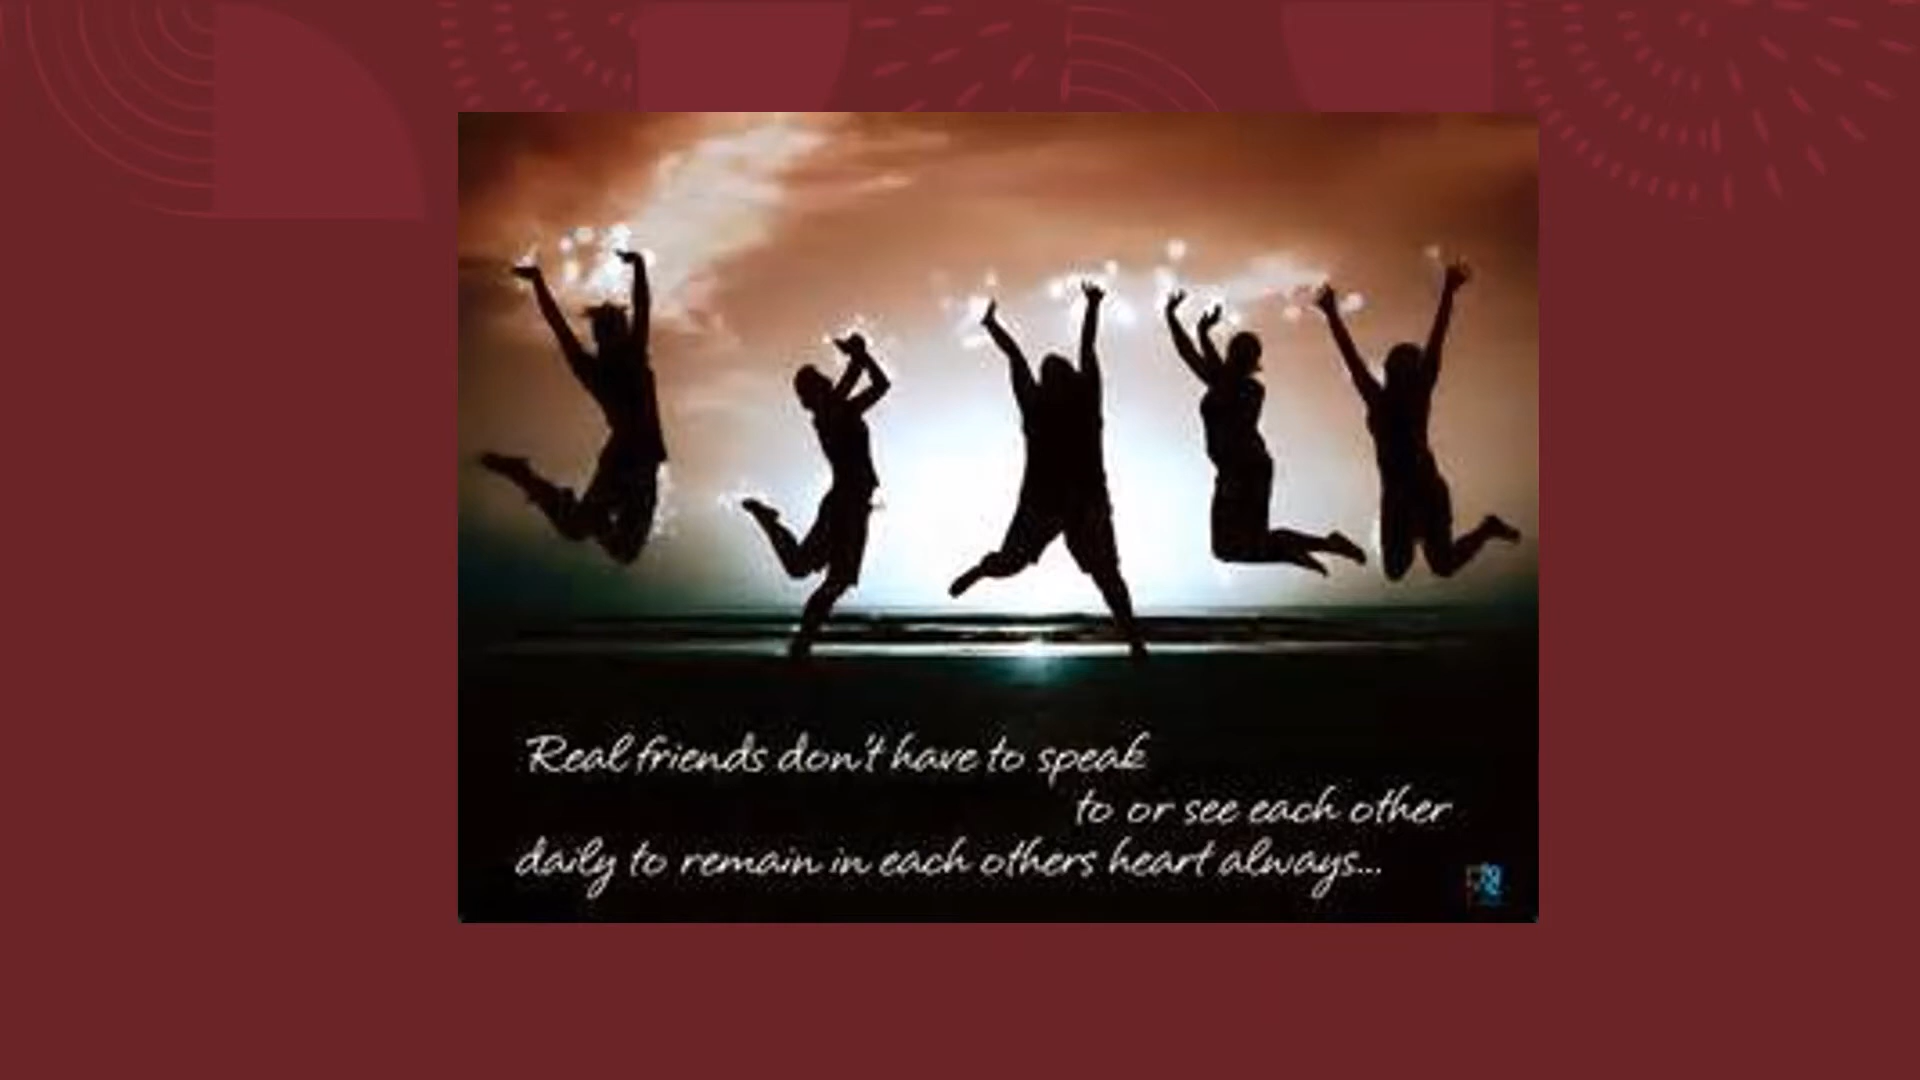 Real friends don't have to speak
to or see each other
daily to remain in each others heart always...